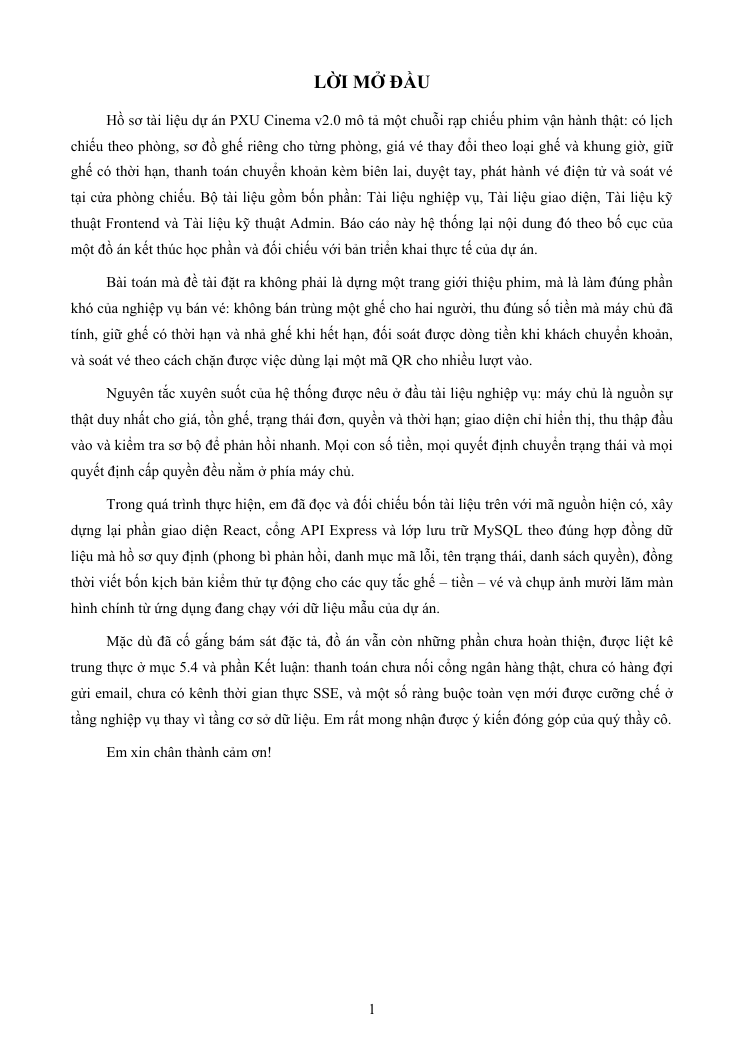 LỜI MỞ ĐẦU
Hồ sơ tài liệu dự án PXU Cinema v2.0 mô tả một chuỗi rạp chiếu phim vận hành thật: có lịch
chiếu theo phòng, sơ đồ ghế riêng cho từng phòng, giá vé thay đổi theo loại ghế và khung giờ, giữ
ghế có thời hạn, thanh toán chuyển khoản kèm biên lai, duyệt tay, phát hành vé điện tử và soát vé
tại cửa phòng chiếu. Bộ tài liệu gồm bốn phần: Tài liệu nghiệp vụ, Tài liệu giao diện, Tài liệu kỹ
thuật Frontend và Tài liệu kỹ thuật Admin. Báo cáo này hệ thống lại nội dung đó theo bố cục của
một đồ án kết thúc học phần và đối chiếu với bản triển khai thực tế của dự án.
Bài toán mà đề tài đặt ra không phải là dựng một trang giới thiệu phim, mà là làm đúng phần
khó của nghiệp vụ bán vé: không bán trùng một ghế cho hai người, thu đúng số tiền mà máy chủ đã
tính, giữ ghế có thời hạn và nhả ghế khi hết hạn, đối soát được dòng tiền khi khách chuyển khoản,
và soát vé theo cách chặn được việc dùng lại một mã QR cho nhiều lượt vào.
Nguyên tắc xuyên suốt của hệ thống được nêu ở đầu tài liệu nghiệp vụ: máy chủ là nguồn sự
thật duy nhất cho giá, tồn ghế, trạng thái đơn, quyền và thời hạn; giao diện chỉ hiển thị, thu thập đầu
vào và kiểm tra sơ bộ để phản hồi nhanh. Mọi con số tiền, mọi quyết định chuyển trạng thái và mọi
quyết định cấp quyền đều nằm ở phía máy chủ.
Trong quá trình thực hiện, em đã đọc và đối chiếu bốn tài liệu trên với mã nguồn hiện có, xây
dựng lại phần giao diện React, cổng API Express và lớp lưu trữ MySQL theo đúng hợp đồng dữ
liệu mà hồ sơ quy định (phong bì phản hồi, danh mục mã lỗi, tên trạng thái, danh sách quyền), đồng
thời viết bốn kịch bản kiểm thử tự động cho các quy tắc ghế – tiền – vé và chụp ảnh mười lăm màn
hình chính từ ứng dụng đang chạy với dữ liệu mẫu của dự án.
Mặc dù đã cố gắng bám sát đặc tả, đồ án vẫn còn những phần chưa hoàn thiện, được liệt kê
trung thực ở mục 5.4 và phần Kết luận: thanh toán chưa nối cổng ngân hàng thật, chưa có hàng đợi
gửi email, chưa có kênh thời gian thực SSE, và một số ràng buộc toàn vẹn mới được cưỡng chế ở
tầng nghiệp vụ thay vì tầng cơ sở dữ liệu. Em rất mong nhận được ý kiến đóng góp của quý thầy cô.
Em xin chân thành cảm ơn!
1